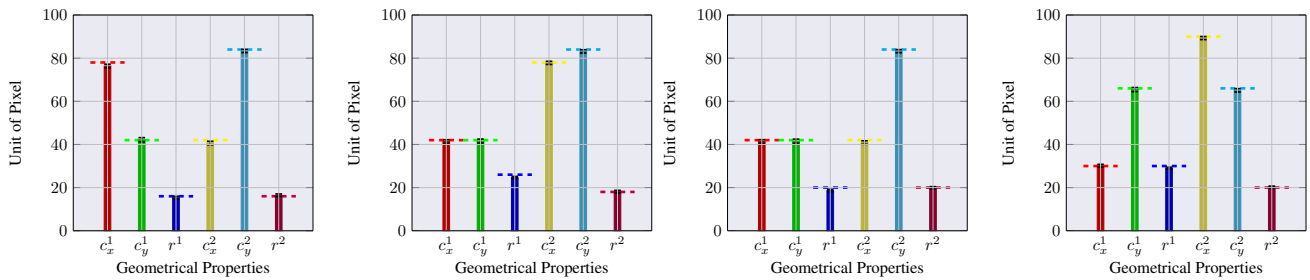 100
80
60
40
20
0
Unit of Pixel
c_x^1 c_y^1 r^1 c_x^2 c_y^2 r^2
Geometrical Properties
100
80
60
40
20
0
Unit of Pixel
c_x^1 c_y^1 r^1 c_x^2 c_y^2 r^2
Geometrical Properties
100
80
60
40
20
0
Unit of Pixel
c_x^1 c_y^1 r^1 c_x^2 c_y^2 r^2
Geometrical Properties
100
80
60
40
20
0
Unit of Pixel
c_x^1 c_y^1 r^1 c_x^2 c_y^2 r^2
Geometrical Properties